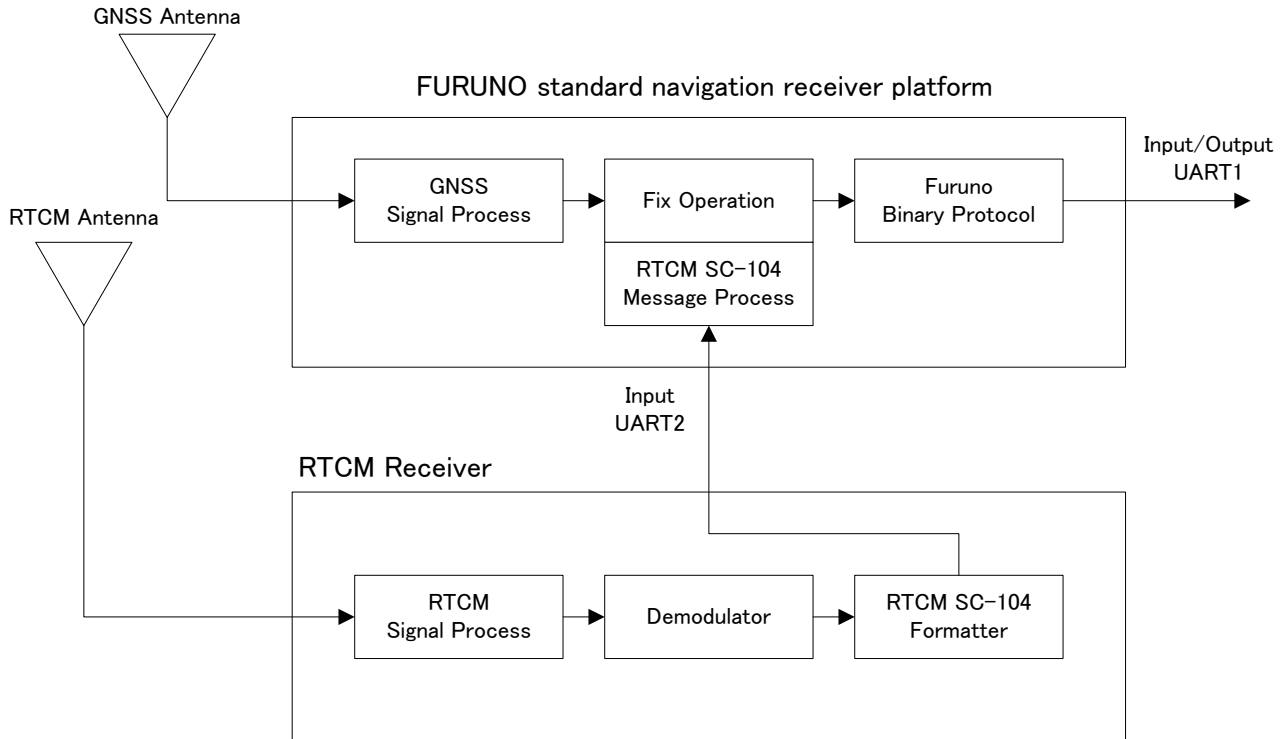 GNSS Antenna
FURUNO standard navigation receiver platform
Input/Output
UART1
GNSS
Signal Process
Fix Operation
Furuno
Binary Protocol
RTCM Antenna
RTCM SC-104
Message Process
Input
UART2
RTCM Receiver
RTCM
Signal Process
Demodulator
RTCM SC-104
Formatter